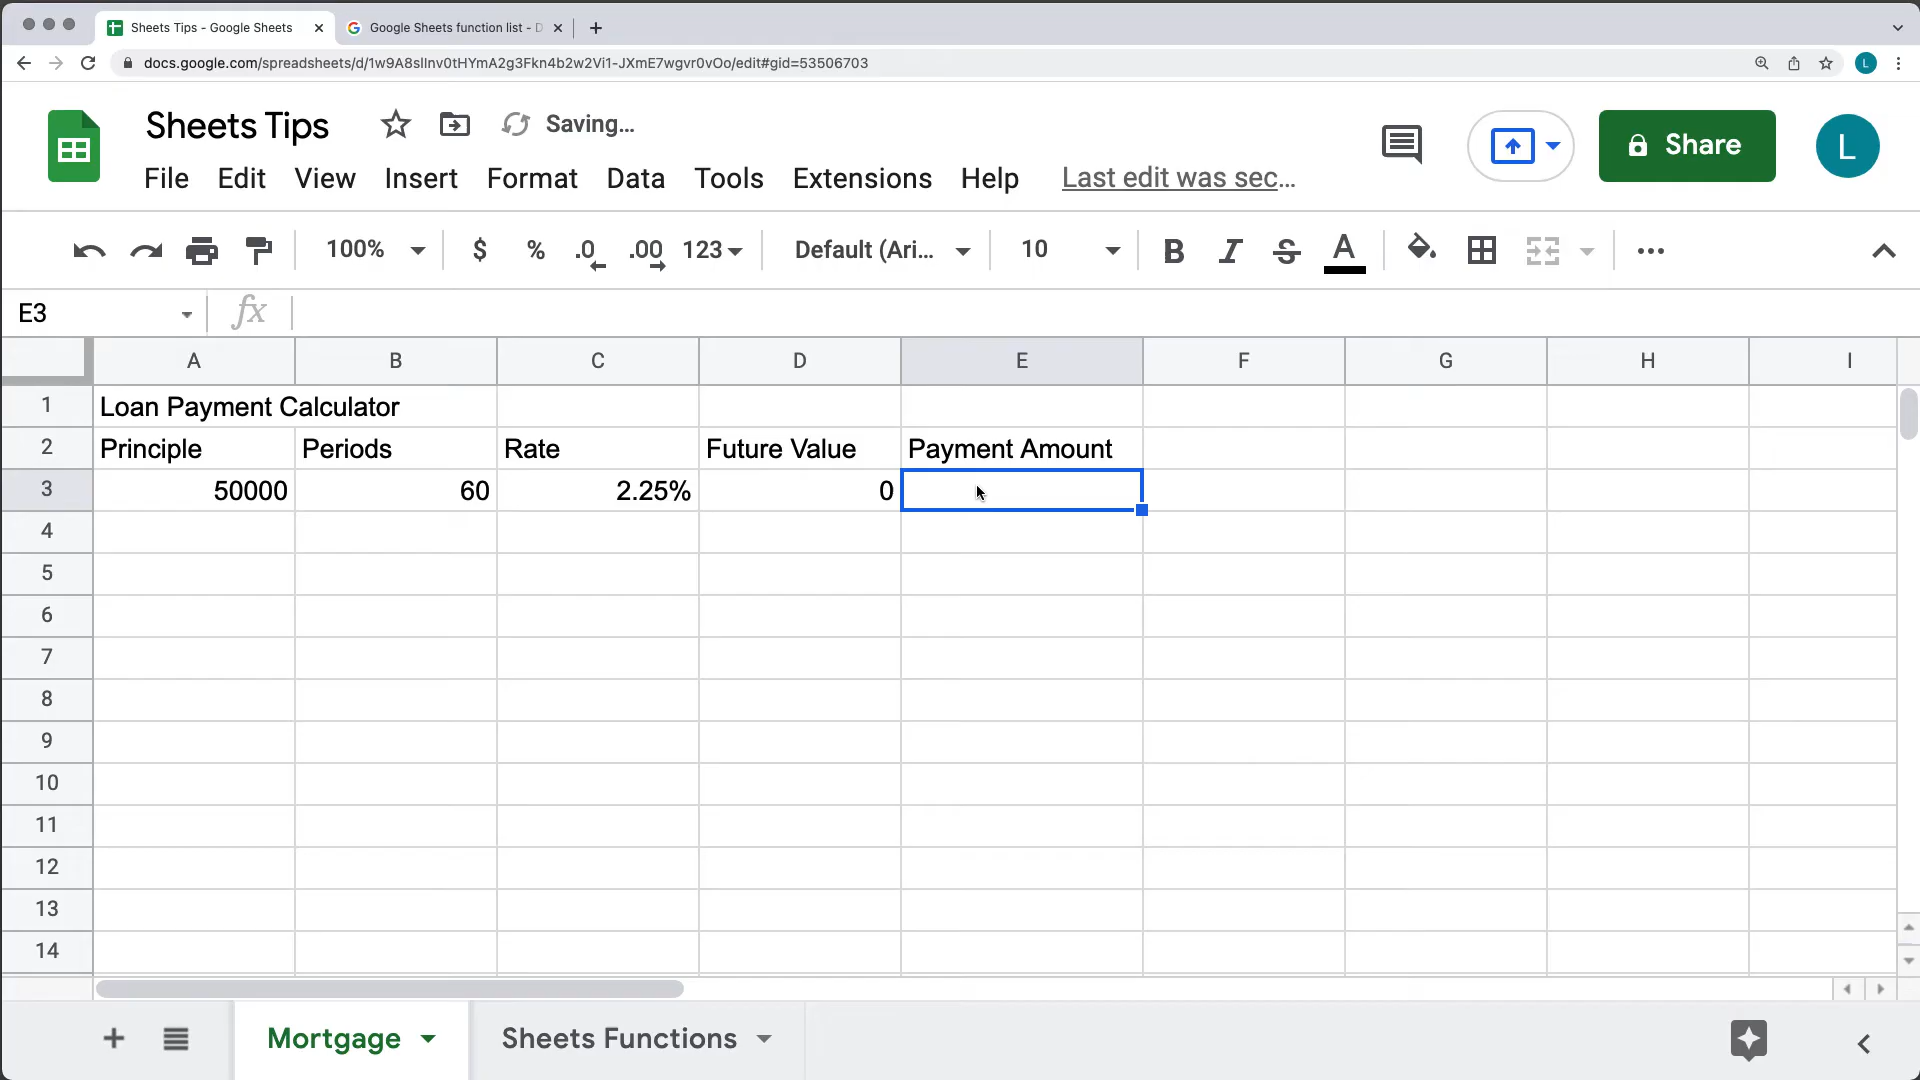 Sheets Tips - Google Sheets
Google Sheets function list - D
docs.google.com/spreadsheets/d/1w9A8sIlnv0tHYmA2g3Fkn4b2w2Vi1-JXmE7wgvr0vOo/edit#gid=53506703
L
Sheets Tips
Saving...
Share
L
File Edit View Insert Format Data Tools Extensions Help Last edit was sec...
100% $ % .0 .00 123 Default (Ari... 10 B I S A
E3 fx
A B C D E F G H I
1 Loan Payment Calculator
2 Principle Periods Rate Future Value Payment Amount
3 50000 60 2.25% 0
4
5
6
7
8
9
10
11
12
13
14
Mortgage Sheets Functions